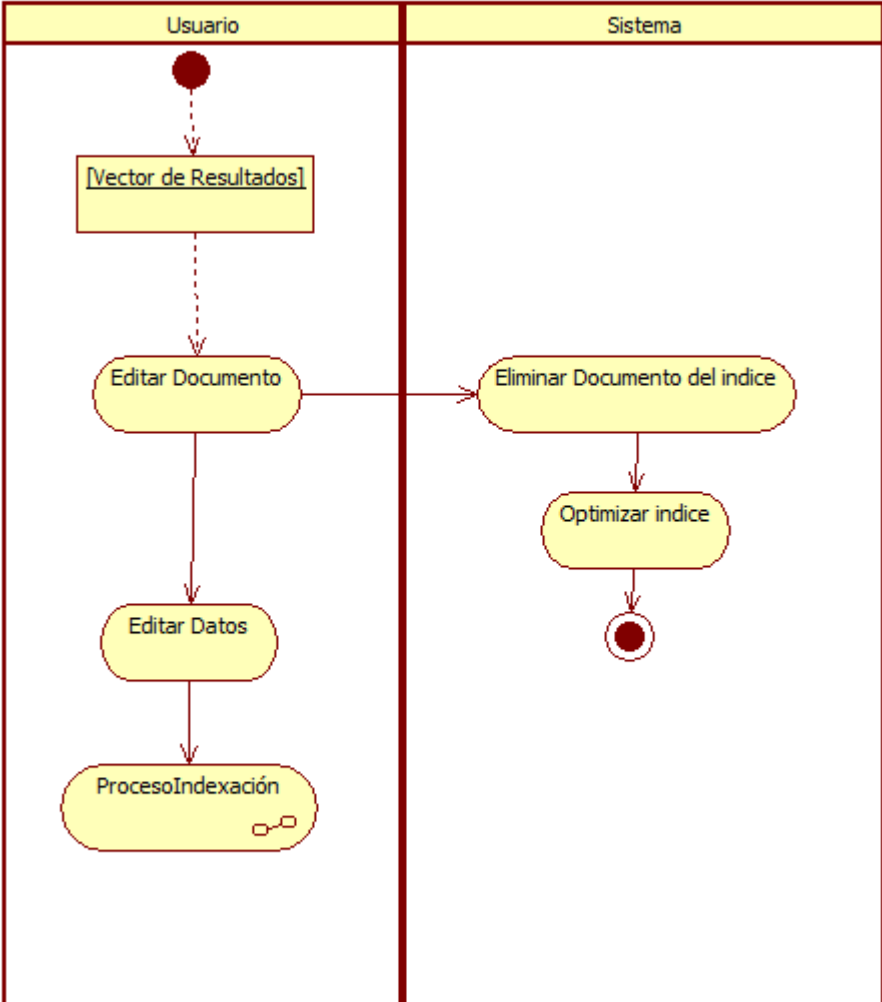 Usuario
Sistema
[Vector de Resultados]
Editar Documento
Eliminar Documento del indice
Optimizar indice
Editar Datos
ProcesoIndexación